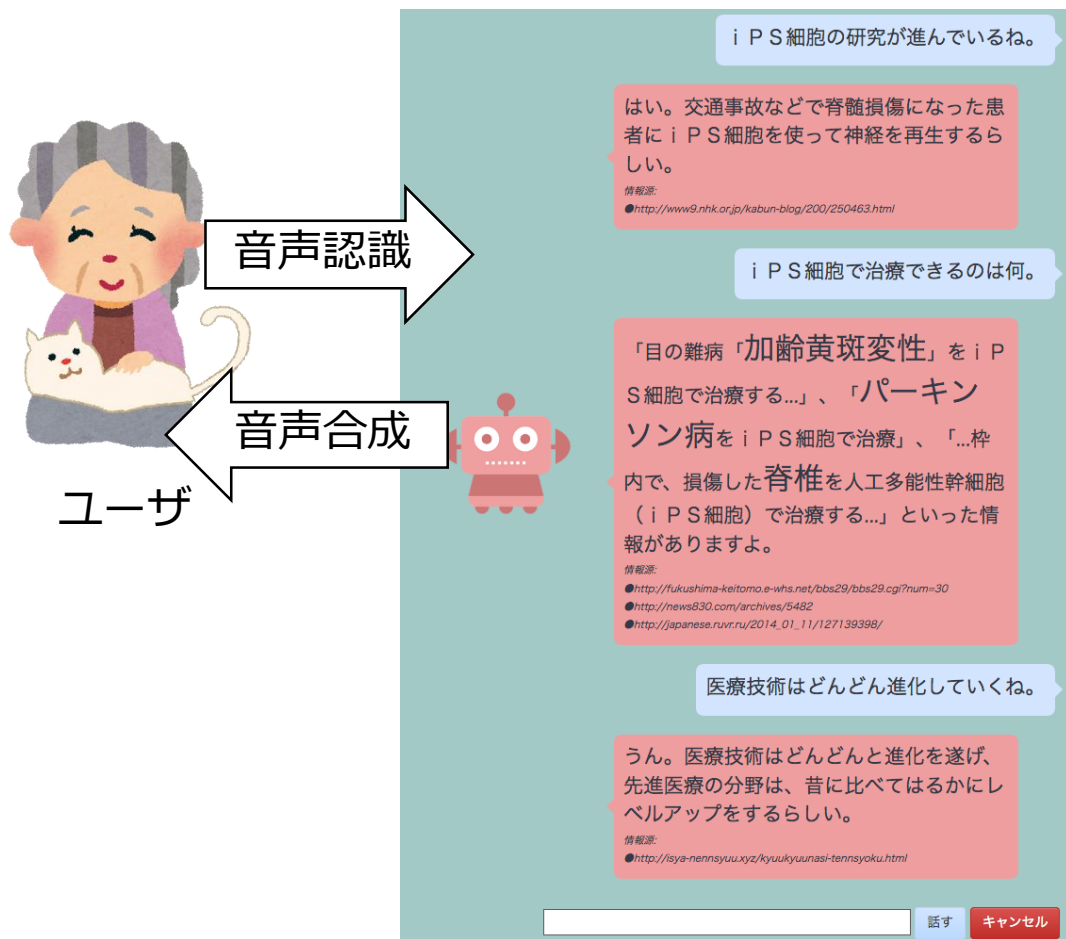 ｉＰＳ細胞の研究が進んでいるね。
はい。交通事故などで脊髄損傷になった患
者にｉＰＳ細胞を使って神経を再生するら
しい。
情報源:
●http://www9.nhk.or.jp/kabun-blog/200/250463.html
音声認識
ｉＰＳ細胞で治療できるのは何。
「目の難病「加齢黄斑変性」をｉＰ
Ｓ細胞で治療する...」、「パーキン
ソン病をｉＰＳ細胞で治療」、「...枠
内で、損傷した脊椎を人工多能性幹細胞
（ｉＰＳ細胞）で治療する...」といった情
報がありますよ。
情報源:
●http://fukushima-keitomo.e-whs.net/bbs29/bbs29.cgi?num=30
●http://news830.com/archives/5482
●http://japanese.ruvr.ru/2014_01_11/127139398/
音声合成
ユーザ
医療技術はどんどん進化していくね。
うん。医療技術はどんどんと進化を遂げ、
先進医療の分野は、昔に比べてはるかにレ
ベルアップをするらしい。
情報源:
●http://isya-nennsyuu.xyz/kyuukyuunasi-tennsyoku.html
話す
キャンセル